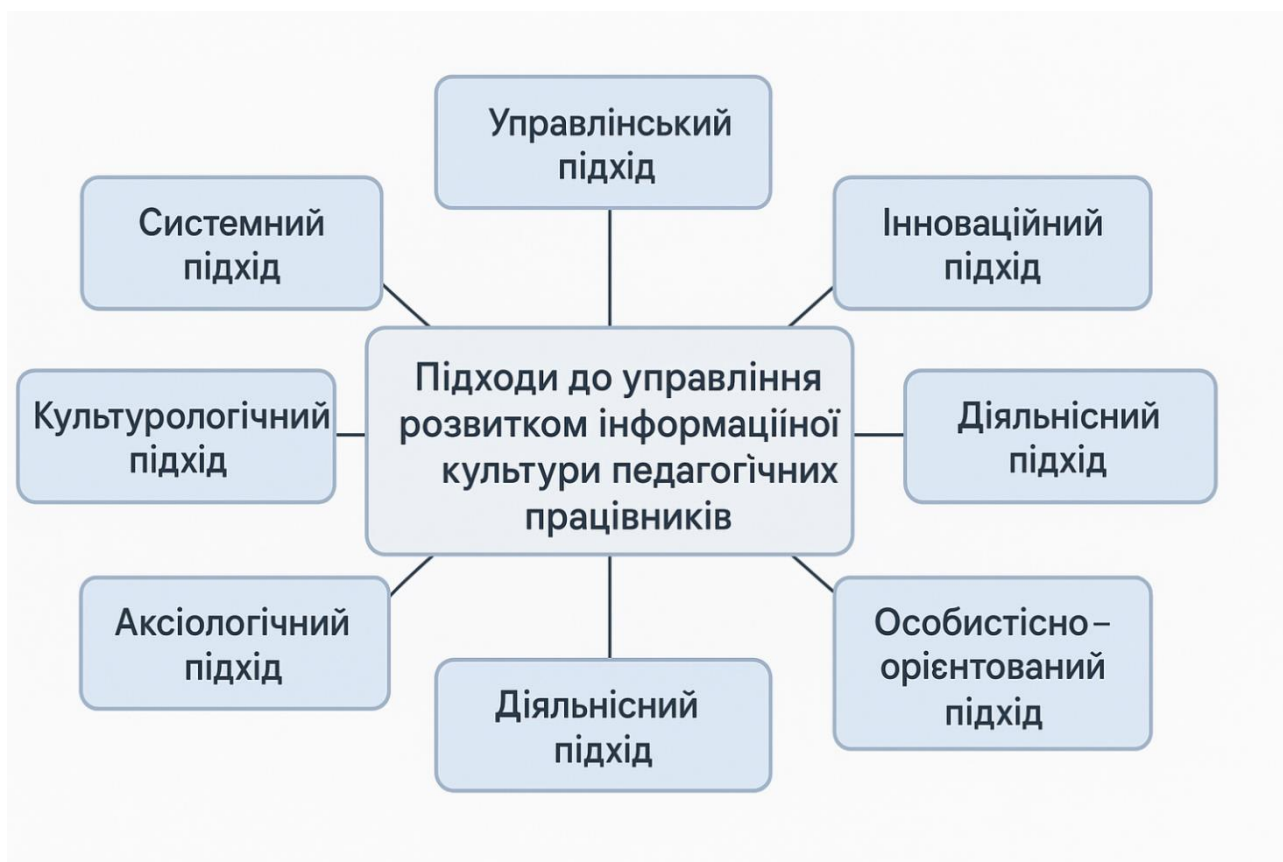 Управлінський
підхід
Системний
підхід
Інноваційний
підхід
Підходи до управління
розвитком інформаціїної
культури педагогічних
працівників
Культурологічний
підхід
Діяльнісний
підхід
Аксіологічний
підхід
Діяльнісний
підхід
Особистісно–
орієнтований
підхід